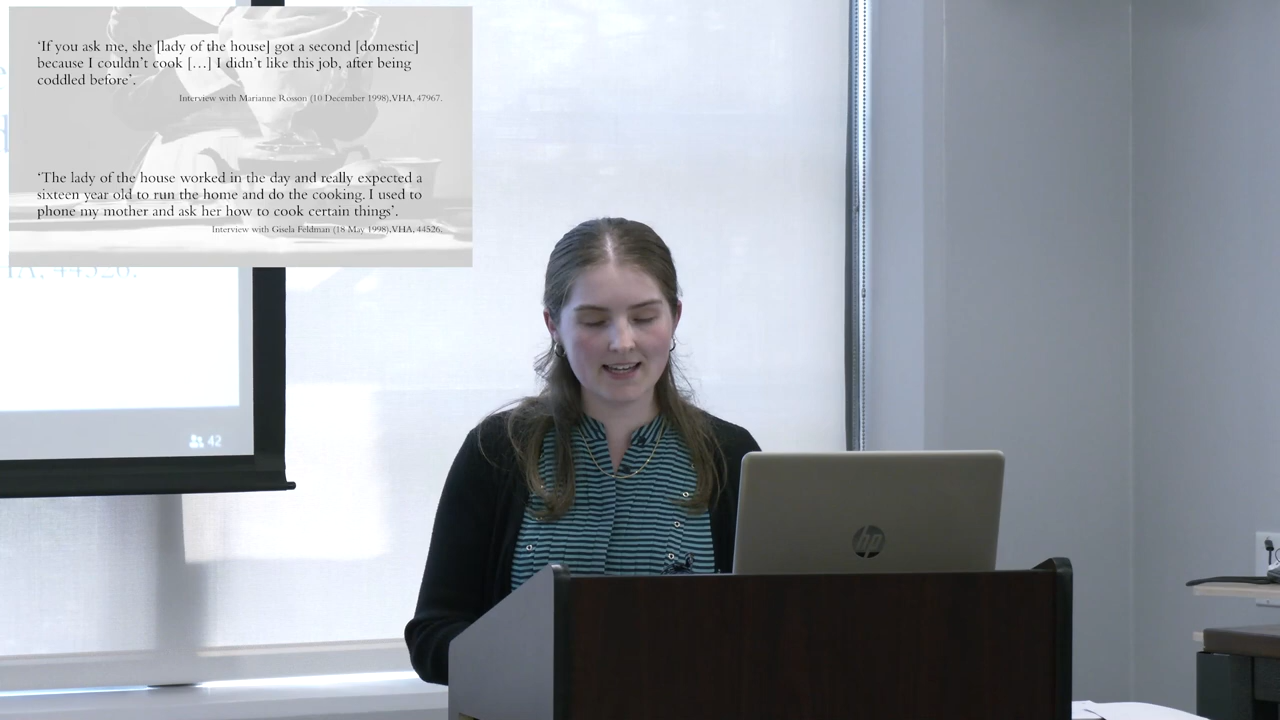 ‘If you ask me, she [lady of the house] got a second [domestic]
because I couldn’t cook […] I didn’t like this job, after being
coddled before’.
Interview with Marianne Rosson (10 December 1998),VHA, 47967.
‘The lady of the house worked in the day and really expected a
sixteen year old to run the home and do the cooking. I used to
phone my mother and ask her how to cook certain things’.
Interview with Gisela Feldman (18 May 1998),VHA, 44526.
42
hp